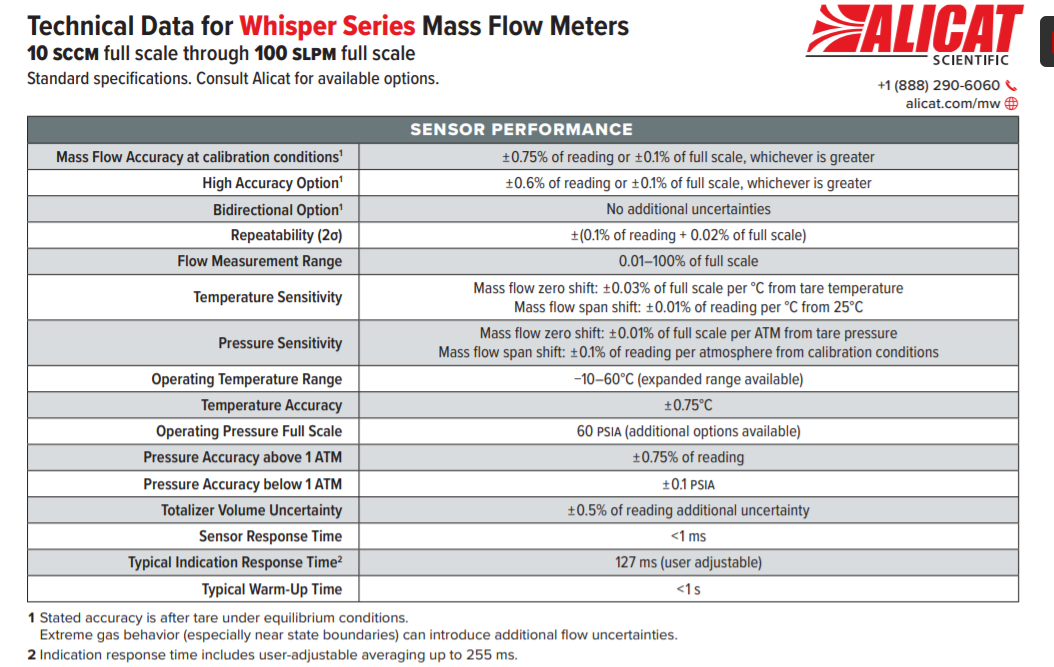 Technical Data for Whisper Series Mass Flow Meters
10 SCCM full scale through 100 SLPM full scale
Standard specifications. Consult Alicat for available options.
ALICAT
SCIENTIFIC
+1 (888) 290-6060
alicat.com/mw
SENSOR PERFORMANCE
Mass Flow Accuracy at calibration conditions¹ ±0.75% of reading or ±0.1% of full scale, whichever is greater
High Accuracy Option¹ ±0.6% of reading or ±0.1% of full scale, whichever is greater
Bidirectional Option¹ No additional uncertainties
Repeatability (2σ) ±(0.1% of reading + 0.02% of full scale)
Flow Measurement Range 0.01–100% of full scale
Temperature Sensitivity Mass flow zero shift: ±0.03% of full scale per °C from tare temperature
Mass flow span shift: ±0.01% of reading per °C from 25°C
Pressure Sensitivity Mass flow zero shift: ±0.01% of full scale per ATM from tare pressure
Mass flow span shift: ±0.1% of reading per atmosphere from calibration conditions
Operating Temperature Range −10–60°C (expanded range available)
Temperature Accuracy ±0.75°C
Operating Pressure Full Scale 60 PSIA (additional options available)
Pressure Accuracy above 1 ATM ±0.75% of reading
Pressure Accuracy below 1 ATM ±0.1 PSIA
Totalizer Volume Uncertainty ±0.5% of reading additional uncertainty
Sensor Response Time <1 ms
Typical Indication Response Time² 127 ms (user adjustable)
Typical Warm-Up Time <1 s
1 Stated accuracy is after tare under equilibrium conditions.
Extreme gas behavior (especially near state boundaries) can introduce additional flow uncertainties.
2 Indication response time includes user-adjustable averaging up to 255 ms.